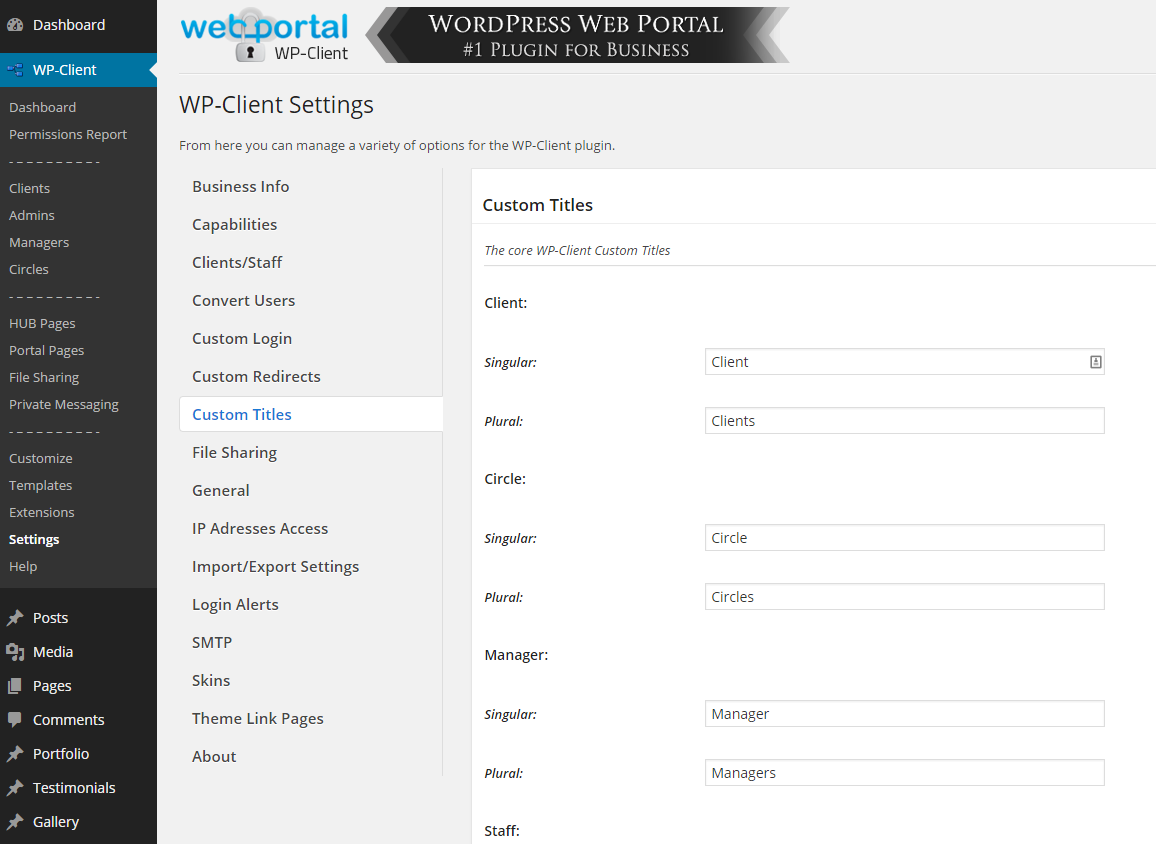 Dashboard
WP-Client
Dashboard
Permissions Report
- - - - - - - - - -
Clients
Admins
Managers
Circles
- - - - - - - - - -
HUB Pages
Portal Pages
File Sharing
Private Messaging
- - - - - - - - - -
Customize
Templates
Extensions
Settings
Help
Posts
Media
Pages
Comments
Portfolio
Testimonials
Gallery
web portal
WP-Client
WordPress Web Portal
#1 Plugin for Business
WP-Client Settings
From here you can manage a variety of options for the WP-Client plugin.
Business Info
Capabilities
Clients/Staff
Convert Users
Custom Login
Custom Redirects
Custom Titles
File Sharing
General
IP Adresses Access
Import/Export Settings
Login Alerts
SMTP
Skins
Theme Link Pages
About
Custom Titles
The core WP-Client Custom Titles
Client:
Singular: Client
Plural: Clients
Circle:
Singular: Circle
Plural: Circles
Manager:
Singular: Manager
Plural: Managers
Staff: